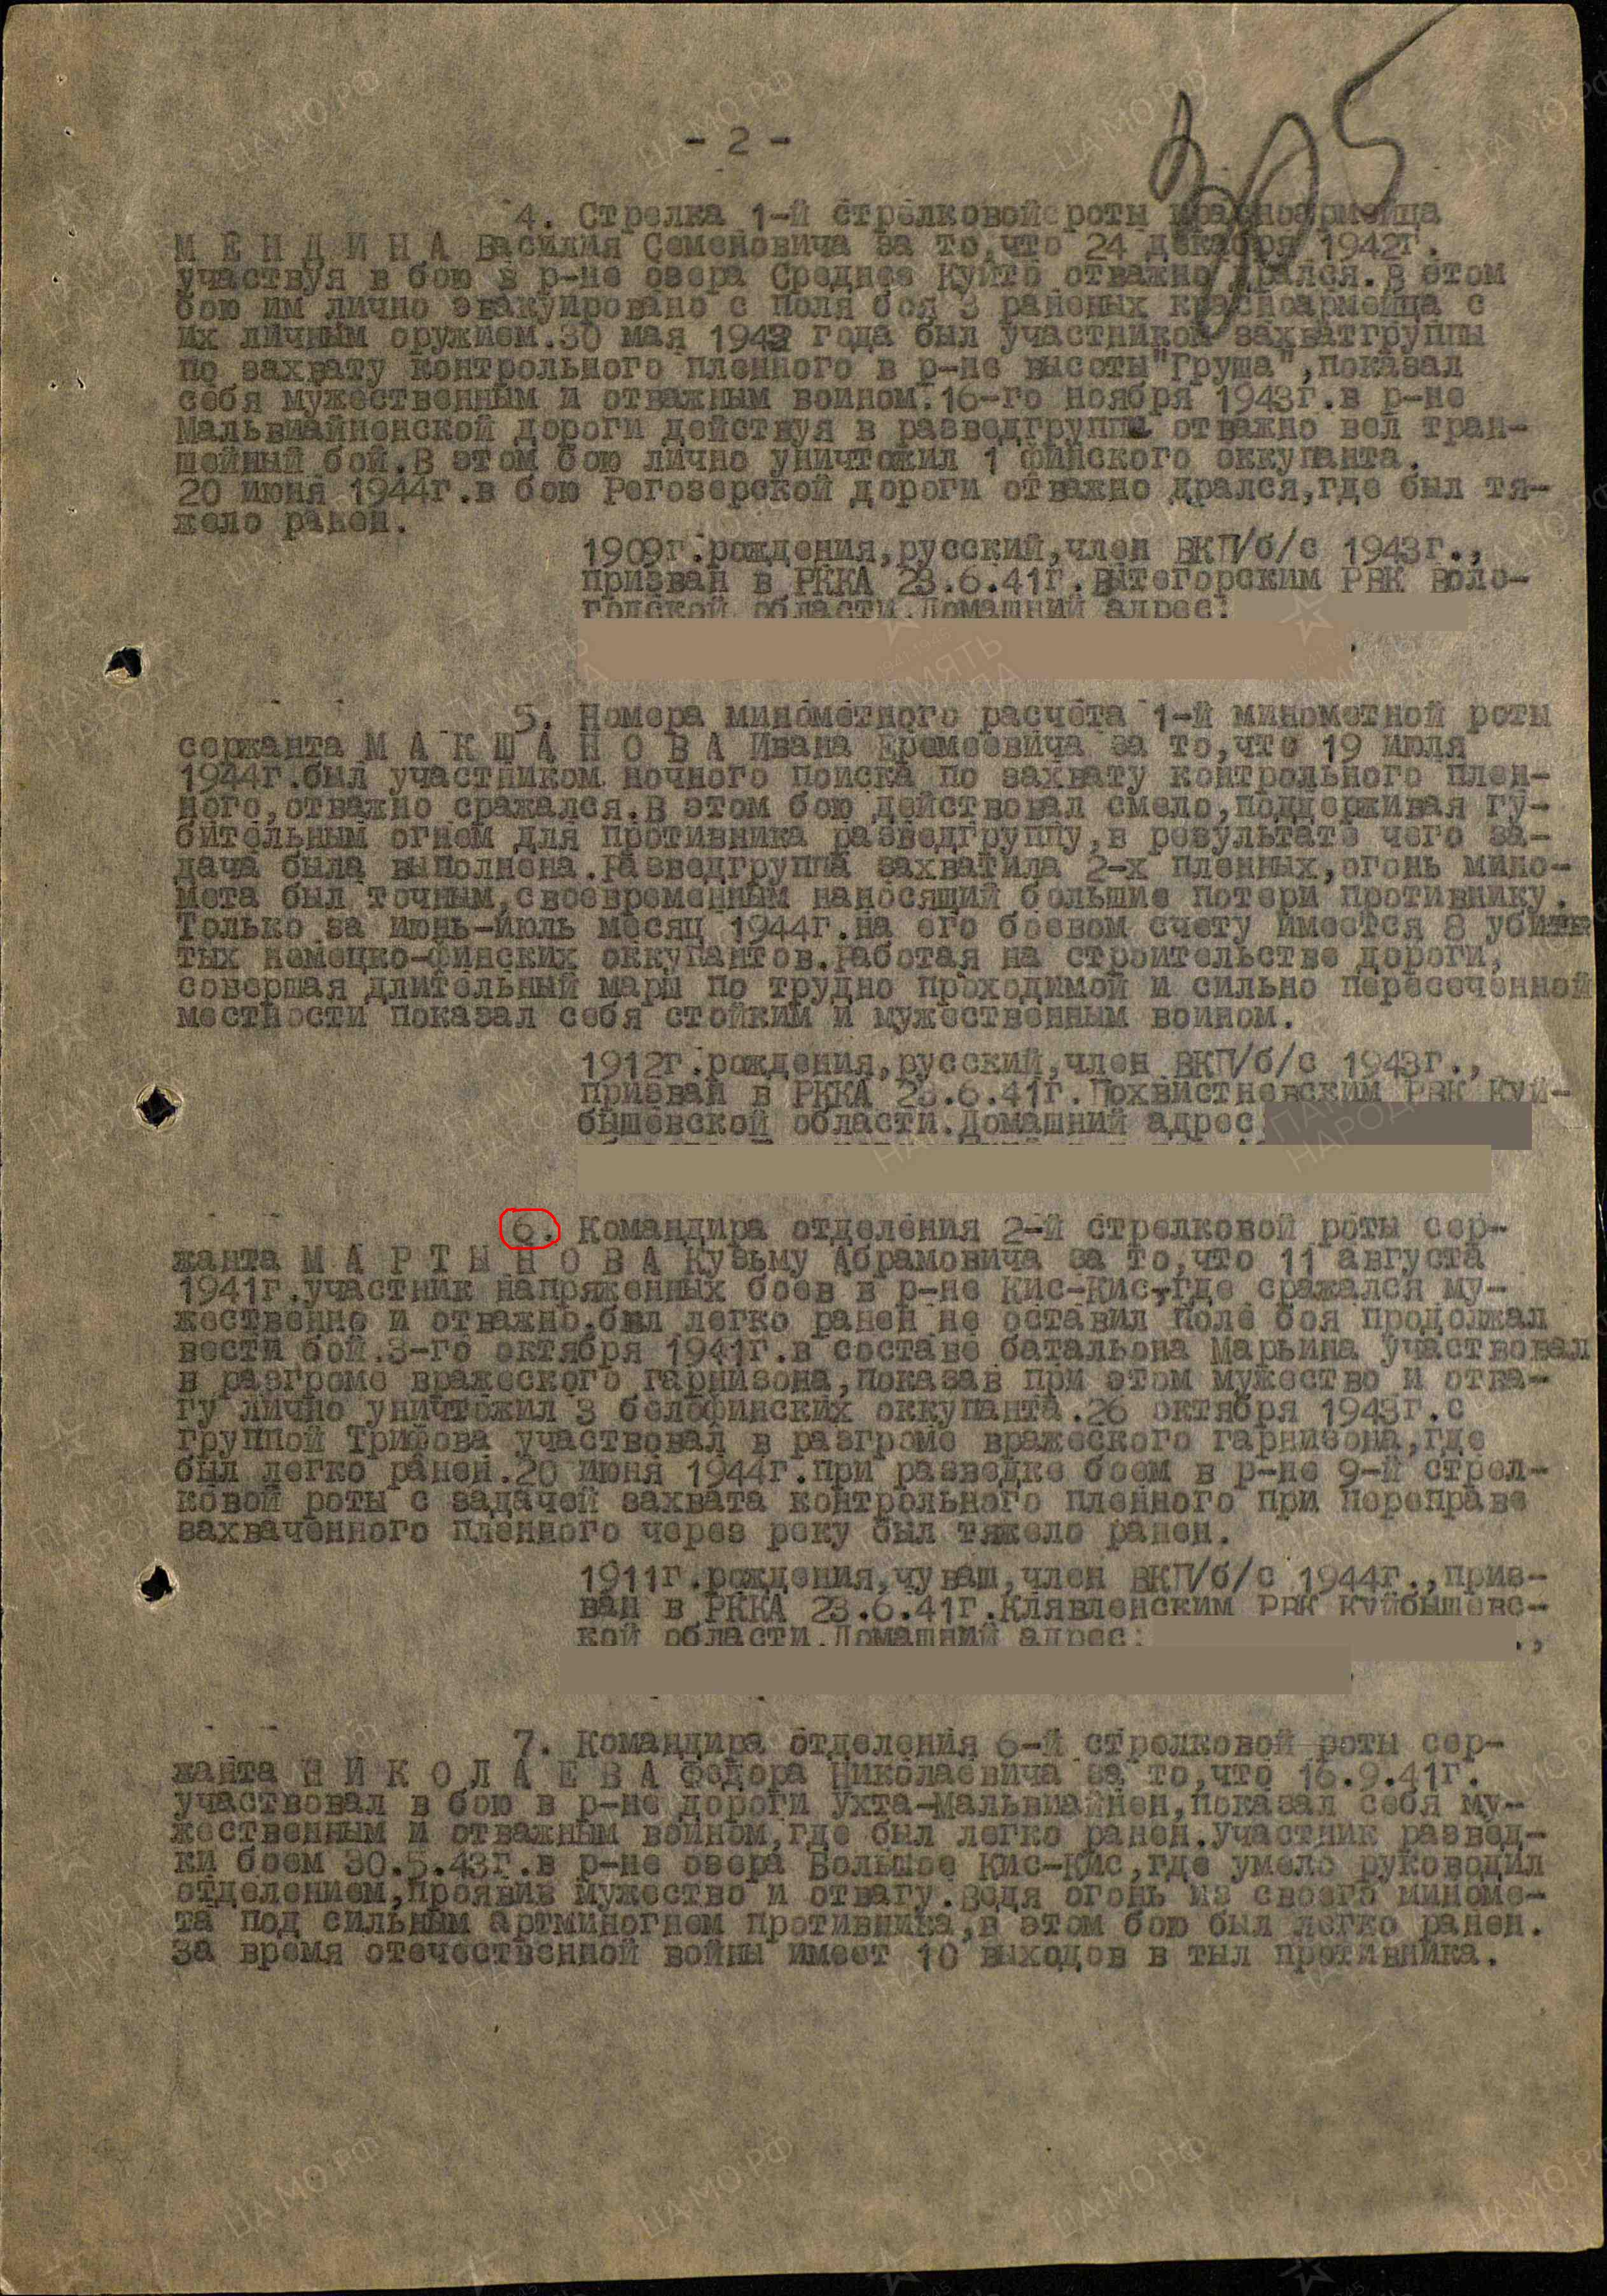 - 2 -
395
4. Стрелка 1-й стрелковой роты красноармейца
М Е Н Д И Н А Василия Семеновича за то,что 24 декабря 1942г.
участвуя в бою в р-не озера Среднее Куйто отважно дрался.В этом
бою им лично эвакуировано с поля боя 3 раненых красноармейца с
их личным оружием.30 мая 1943 года был участником захватгруппы
по захвату контрольного пленного в р-не высоты"Груша",показал
себя мужественным и отважным воином.16-го ноября 1943г.в р-не
Мальвиайненской дороги действуя в разведгруппе отважно вел тран-
шейный бой.В этом бою лично уничтожил 1 финского оккупанта.
20 июня 1944г.в бою Регозерской дороги отважно дрался,где был тя-
жело ранен.
1909г.рождения,русский,член ВКП/б/с 1943г.,
призван в РККА 23.6.41г.Вытегорским РВК Воло-
годской области.Домашний адрес:
5. Номера минометного расчета 1-й минометной роты
сержанта М А К Ш А Н О В А Ивана Еремеевича за то,что 19 июля
1944г.был участником ночного поиска по захвату контрольного плен-
ного,отважно сражался.В этом бою действовал смело,поддерживая гу-
бительным огнем для противника разведгруппу,в результате чего за-
дача была выполнена.Разведгруппа захватила 2-х пленных,огонь мино-
мета был точным,своевременным наносящий большие потери противнику.
Только за июнь-июль месяц 1944г.на его боевом счету имеется 8 уби
тых немецко-финских оккупантов.Работая на строительстве дороги,
совершая длительный марш по трудно проходимой и сильно пересеченной
местности показал себя стойким и мужественным воином.
1912г.рождения,русский,член ВКП/б/с 1943г.,
призван в РККА 23.6.41г.Похвистневским РВК Куй-
бышевской области.Домашний адрес
6. Командира отделения 2-й стрелковой роты сер-
жанта М А Р Т Ы Н О В А Кузьму Абрамовича за то,что 11 августа
1941г.участник напряженных боев в р-не Кис-Кис,где сражался му-
жественно и отважно.был легко ранен не оставил поле боя продолжал
вести бой.3-го октября 1941г.в составе батальона Марьина участвовал
в разгроме вражеского гарнизона,показав при этом мужество и отва-
гу лично уничтожил 3 белофинских оккупанта.26 октября 1943г.с
группой Трифова участвовал в разгроме вражеского гарнизона,где
был легко ранен.20 июня 1944г.при разведке боем в р-не 9-й стрел-
ковой роты с задачей захвата контрольного пленного при переправе
захваченного пленного через реку был тяжело ранен.
1911г.рождения,чуваш,член ВКП/б/с 1944г.,приз-
ван в РККА 23.6.41г.Клявленским РВК Куйбышевс-
кой области.Домашний адрес:
7. Командира отделения 6-й стрелковой роты сер-
жанта Н И К О Л А Е В А Федора Николаевича за то,что 16.9.41г.
участвовал в бою в р-не дороги Ухта-Мальвиайнен,показал себя му-
жественным и отважным воином,где был легко ранен.Участник развед-
ки боем 30.5.43г.в р-не озера Большое Кис-Кис,где умело руководил
отделением,проявив мужество и отвагу.Ведя огонь из своего миноме-
та под сильным артминогнем противника,в этом бою был легко ранен.
За время отечественной войны имеет 10 выходов в тыл противника.